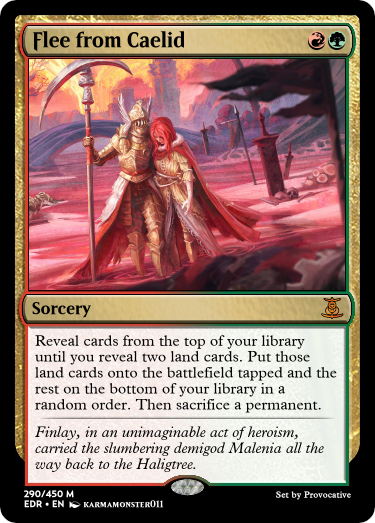 Flee from Caelid
Sorcery
Reveal cards from the top of your library
until you reveal two land cards. Put those
land cards onto the battlefield tapped and the
rest on the bottom of your library in a
random order. Then sacrifice a permanent.
Finlay, in an unimaginable act of heroism,
carried the slumbering demigod Malenia all the
way back to the Haligtree.
290/450 M
Set by Provocative
EDR • EN KARMAMONSTER011